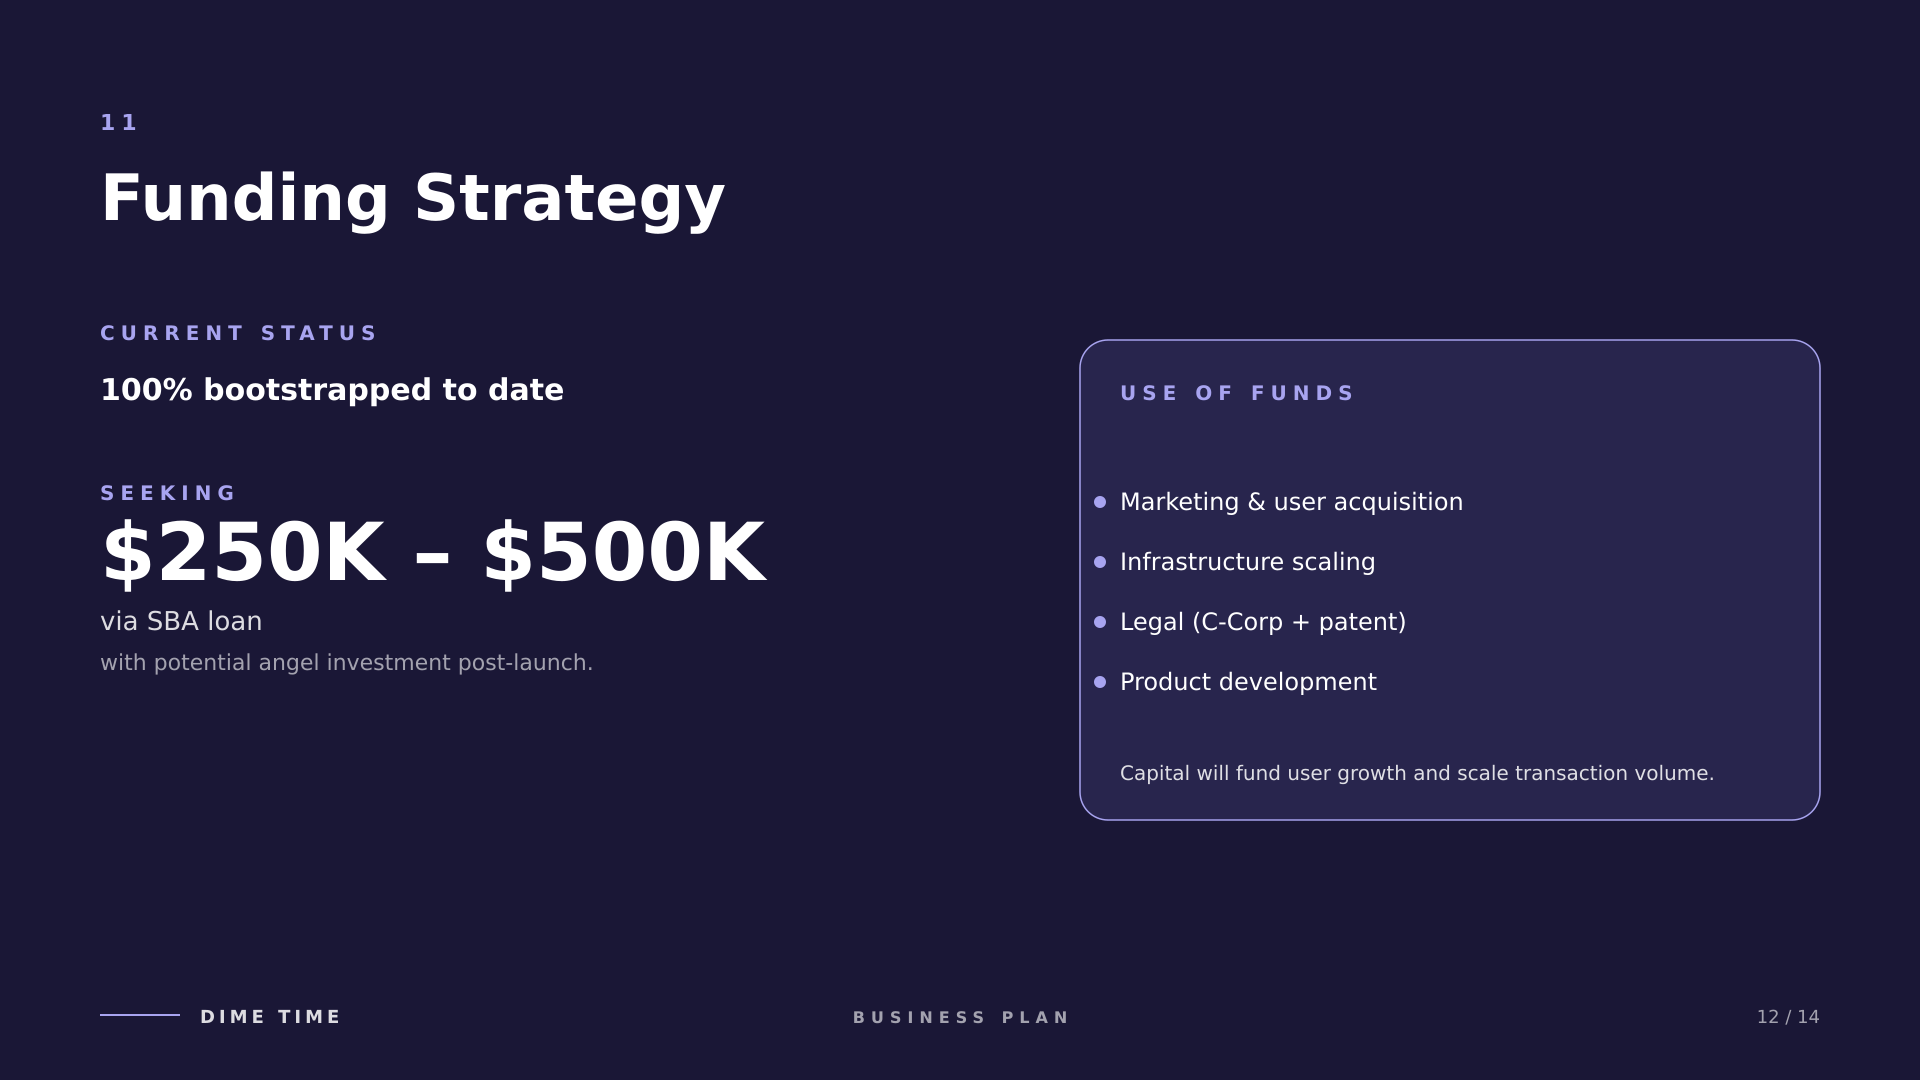 11
Funding Strategy
CURRENT STATUS
100% bootstrapped to date
SEEKING
$250K – $500K
via SBA loan
with potential angel investment post-launch.
USE OF FUNDS
Marketing & user acquisition
Infrastructure scaling
Legal (C-Corp + patent)
Product development
Capital will fund user growth and scale transaction volume.
DIME TIME
BUSINESS PLAN
12 / 14